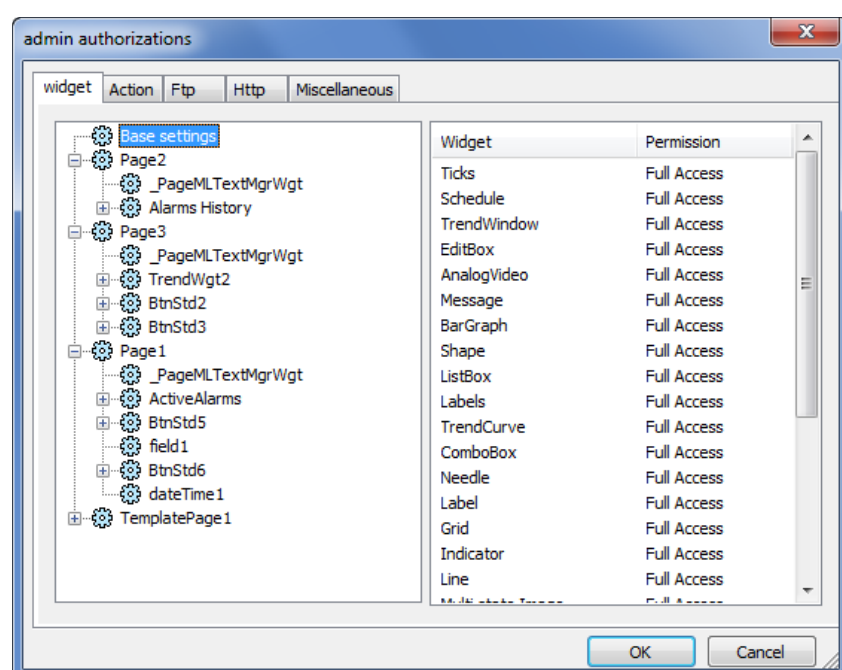 admin authorizations
widget Action Ftp Http Miscellaneous
Base settings
Page2
_PageMLTextMgrWgt
Alarms History
Page3
_PageMLTextMgrWgt
TrendWgt2
BtnStd2
BtnStd3
Page1
_PageMLTextMgrWgt
ActiveAlarms
BtnStd5
field1
BtnStd6
dateTime1
TemplatePage1
Widget Permission
Ticks Full Access
Schedule Full Access
TrendWindow Full Access
EditBox Full Access
AnalogVideo Full Access
Message Full Access
BarGraph Full Access
Shape Full Access
ListBox Full Access
Labels Full Access
TrendCurve Full Access
ComboBox Full Access
Needle Full Access
Label Full Access
Grid Full Access
Indicator Full Access
Line Full Access
OK Cancel